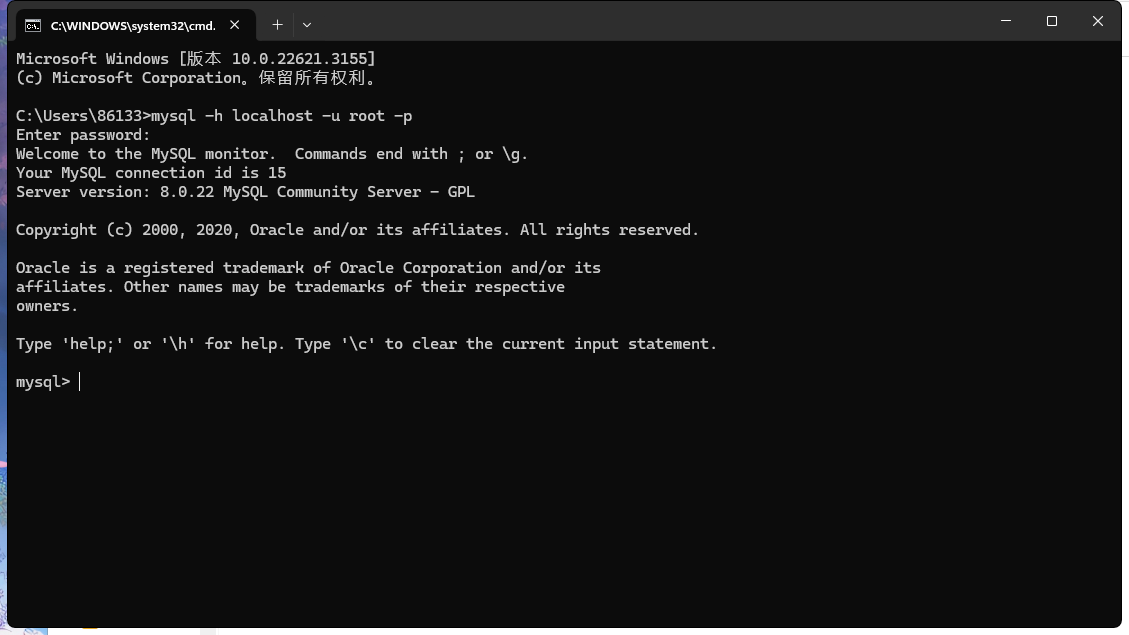 C:\WINDOWS\system32\cmd.
Microsoft Windows [版本 10.0.22621.3155]
(c) Microsoft Corporation。保留所有权利。
C:\Users\86133>mysql -h localhost -u root -p
Enter password:
Welcome to the MySQL monitor.  Commands end with ; or \g.
Your MySQL connection id is 15
Server version: 8.0.22 MySQL Community Server - GPL
Copyright (c) 2000, 2020, Oracle and/or its affiliates. All rights reserved.
Oracle is a registered trademark of Oracle Corporation and/or its
affiliates. Other names may be trademarks of their respective
owners.
Type 'help;' or '\h' for help. Type '\c' to clear the current input statement.
mysql>